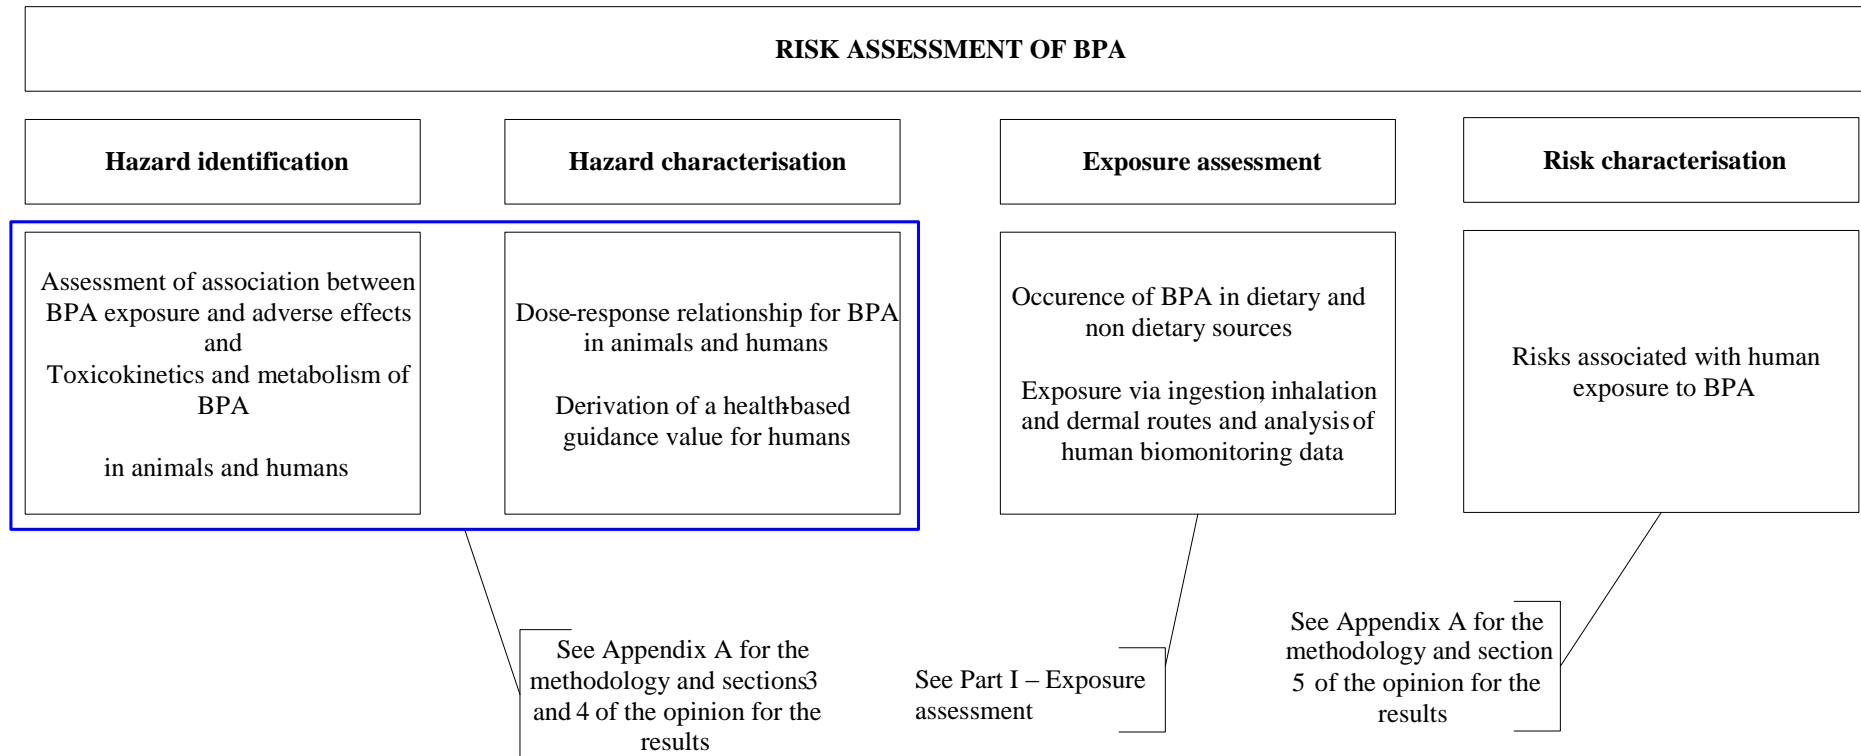 RISK ASSESSMENT OF BPA
Hazard identification
Hazard characterisation
Exposure assessment
Risk characterisation
Assessment of association between
BPA exposure and adverse effects
and
Toxicokinetics and metabolism of
BPA
in animals and humans
Dose-response relationship for BPA
in animals and humans
Derivation of a health-based
guidance value for humans
Occurence of BPA in dietary and
non dietary sources
Exposure via ingestion, inhalation
and dermal routes and analysis of
human biomonitoring data
Risks associated with human
exposure to BPA
See Appendix A for the
methodology and sections 3
and 4 of the opinion for the
results
See Part I – Exposure
assessment
See Appendix A for the
methodology and section
5 of the opinion for the
results